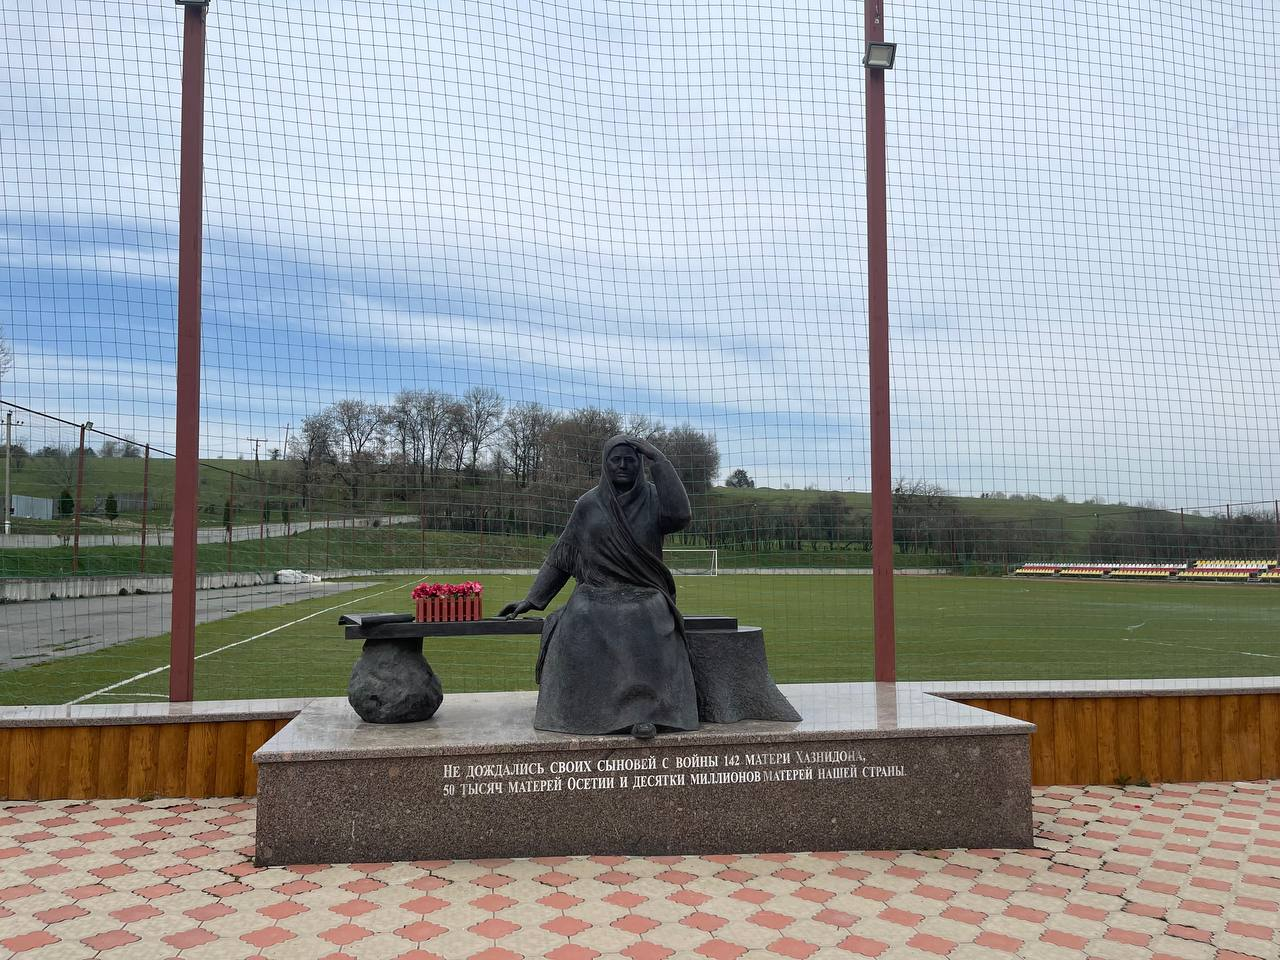 Не дождались своих сыновей с войны 142 матери Хазнидона,
50 тысяч матерей Осетии и десятки миллионов матерей нашей страны.